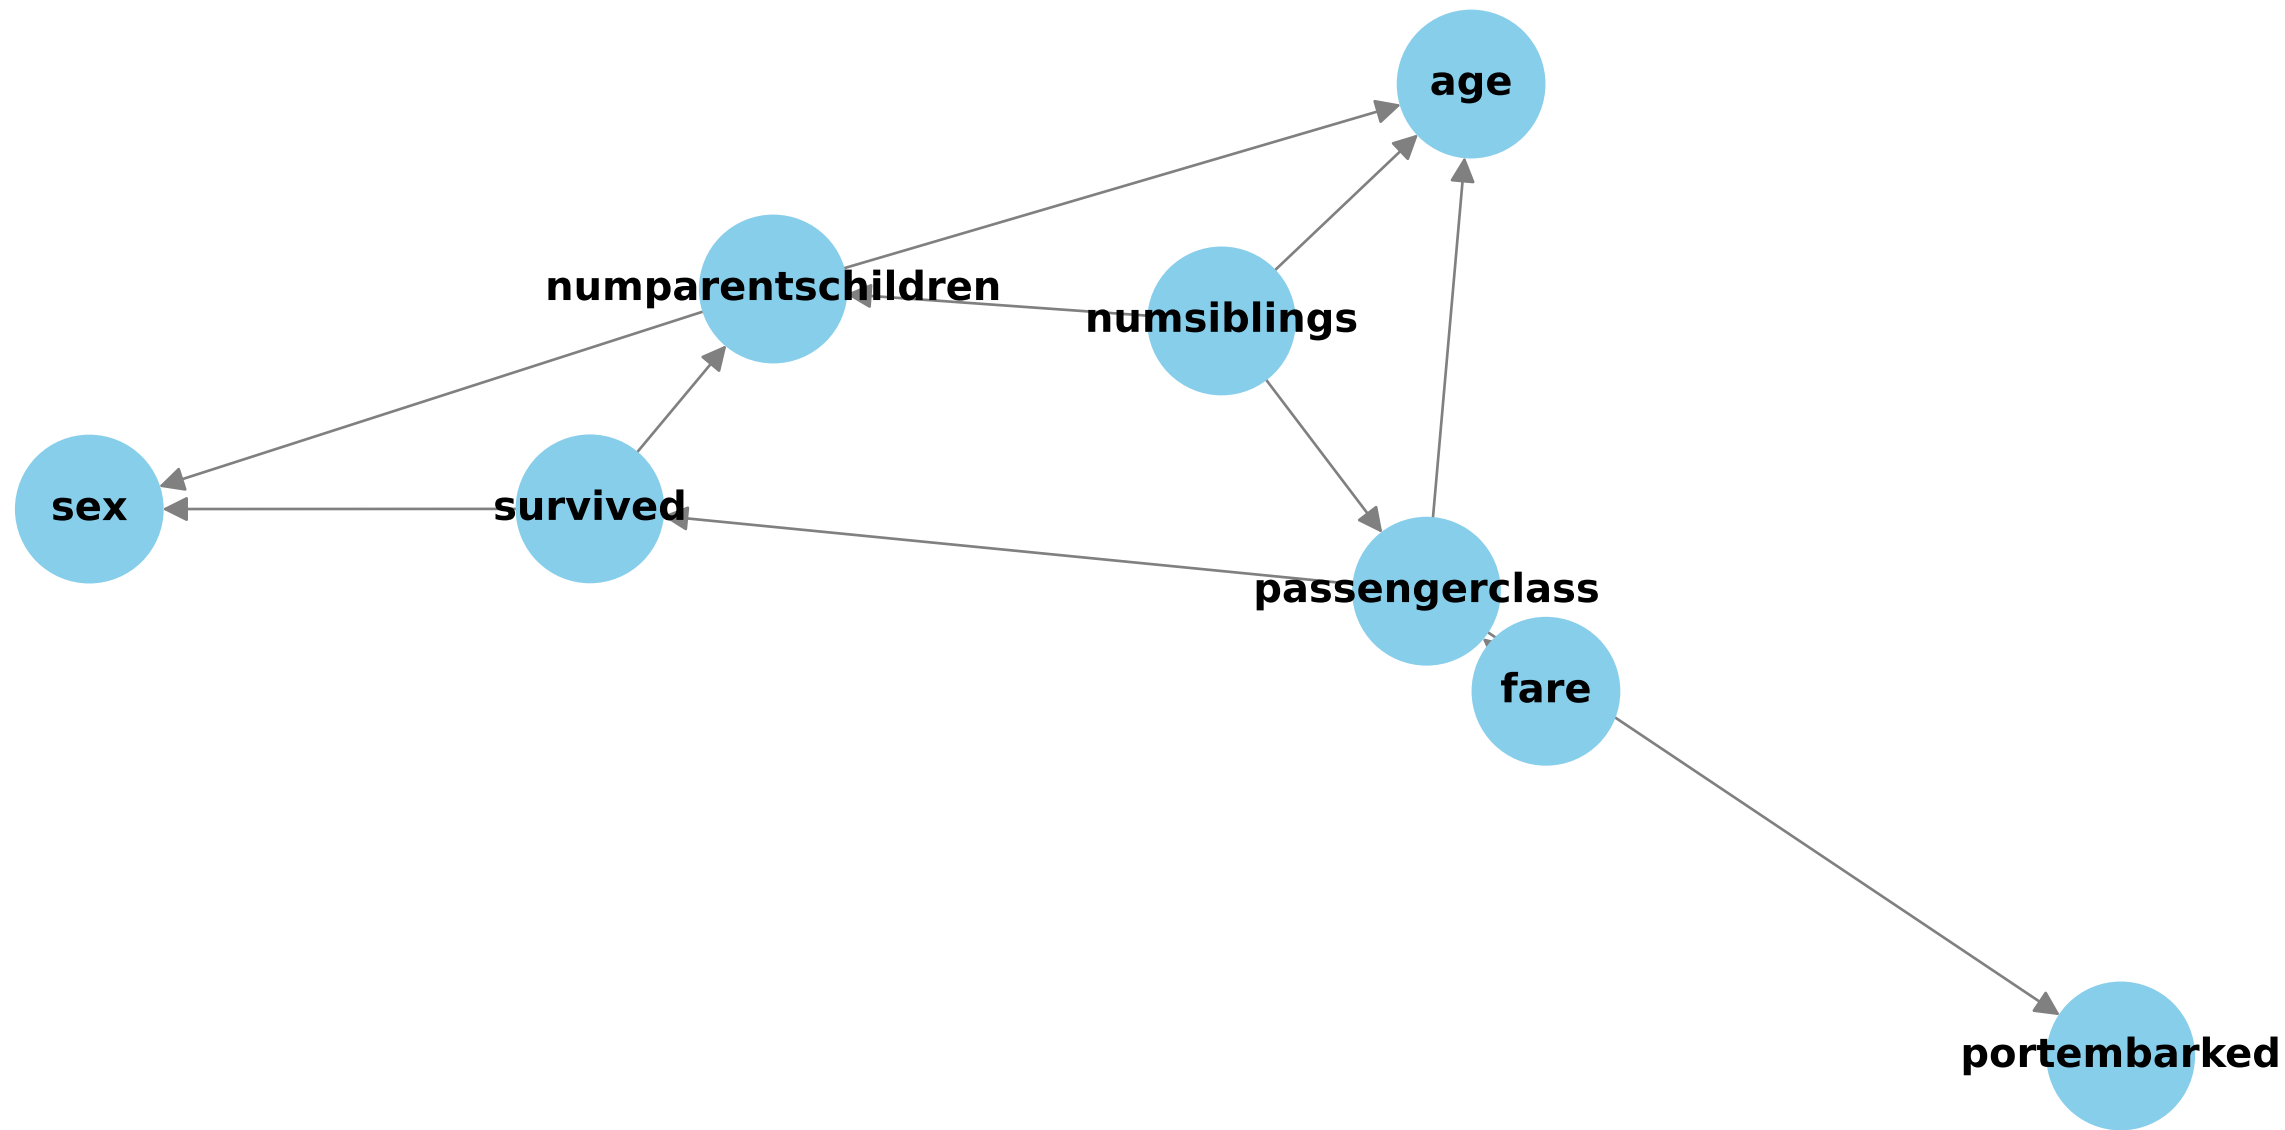 age
numparentschildren
numsiblings
sex
survived
passengerclass
fare
portembarked